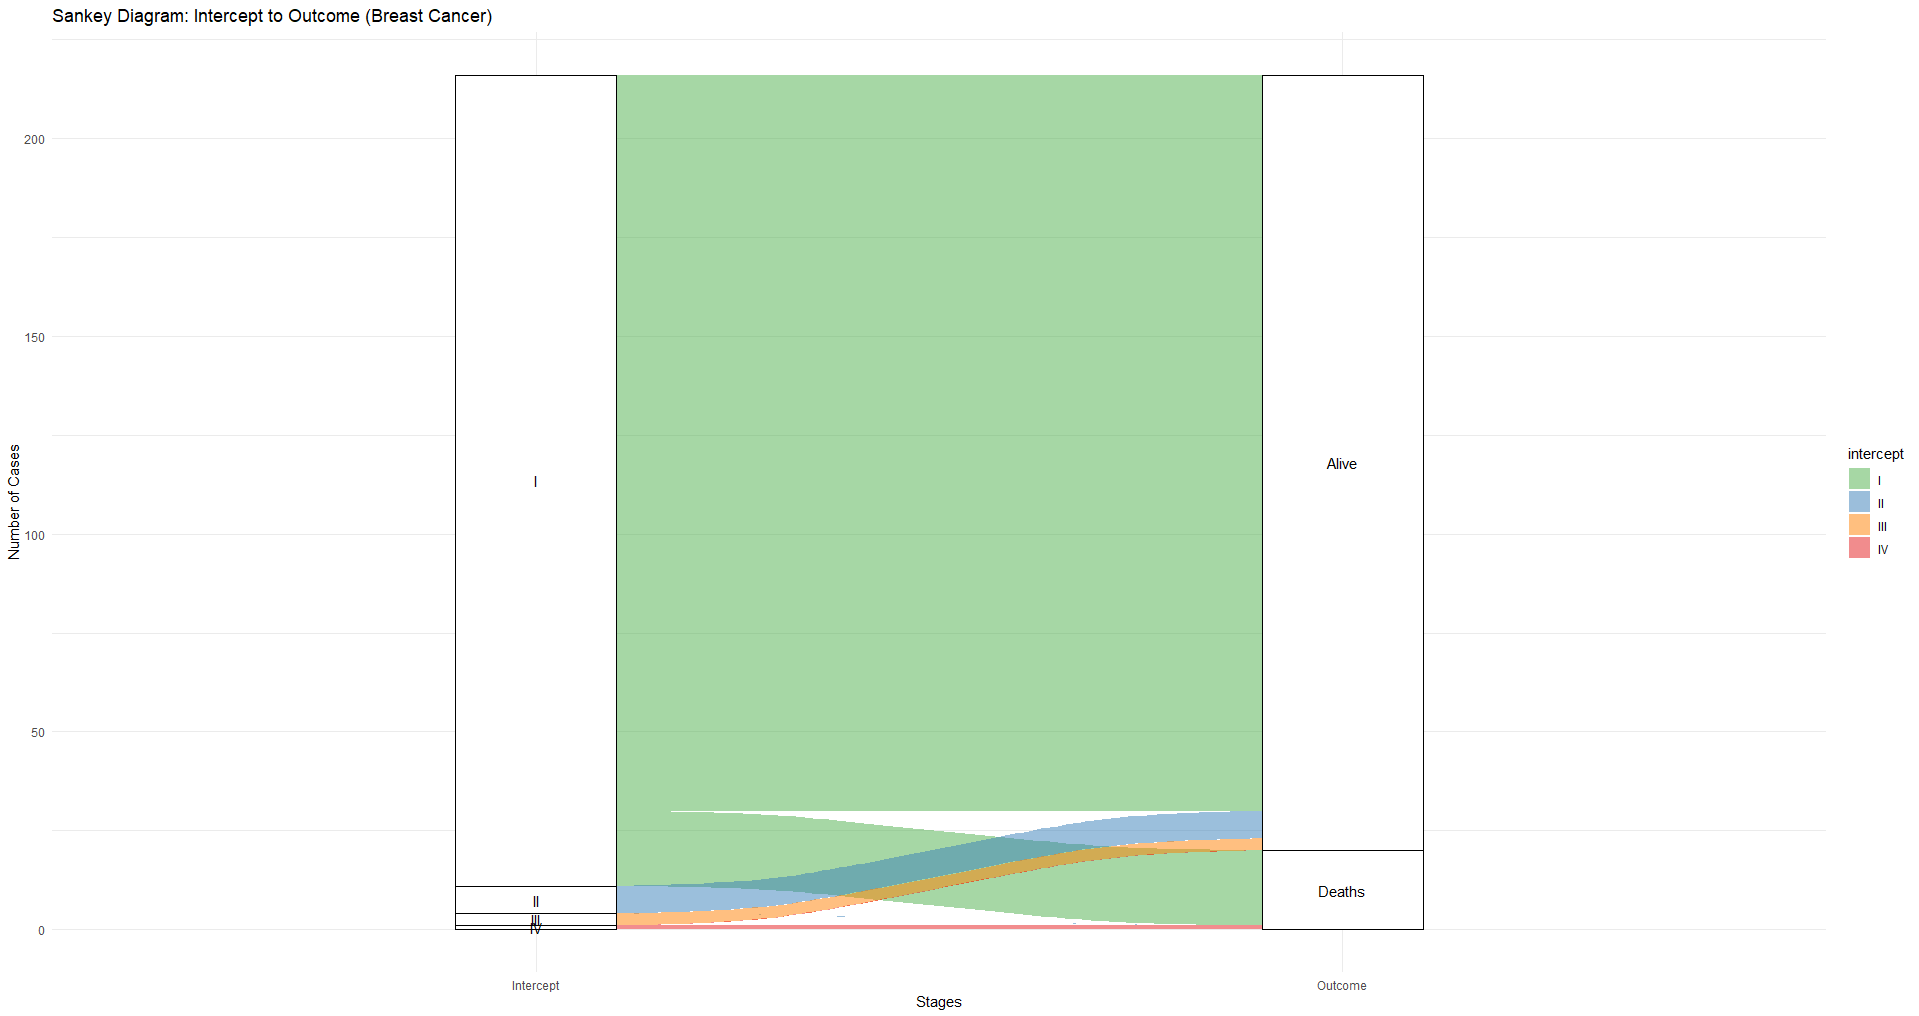 Sankey Diagram: Intercept to Outcome (Breast Cancer)
Number of Cases
200
150
100
50
0
I
II
III
IV
Alive
Deaths
Intercept
Outcome
Stages
intercept
I
II
III
IV